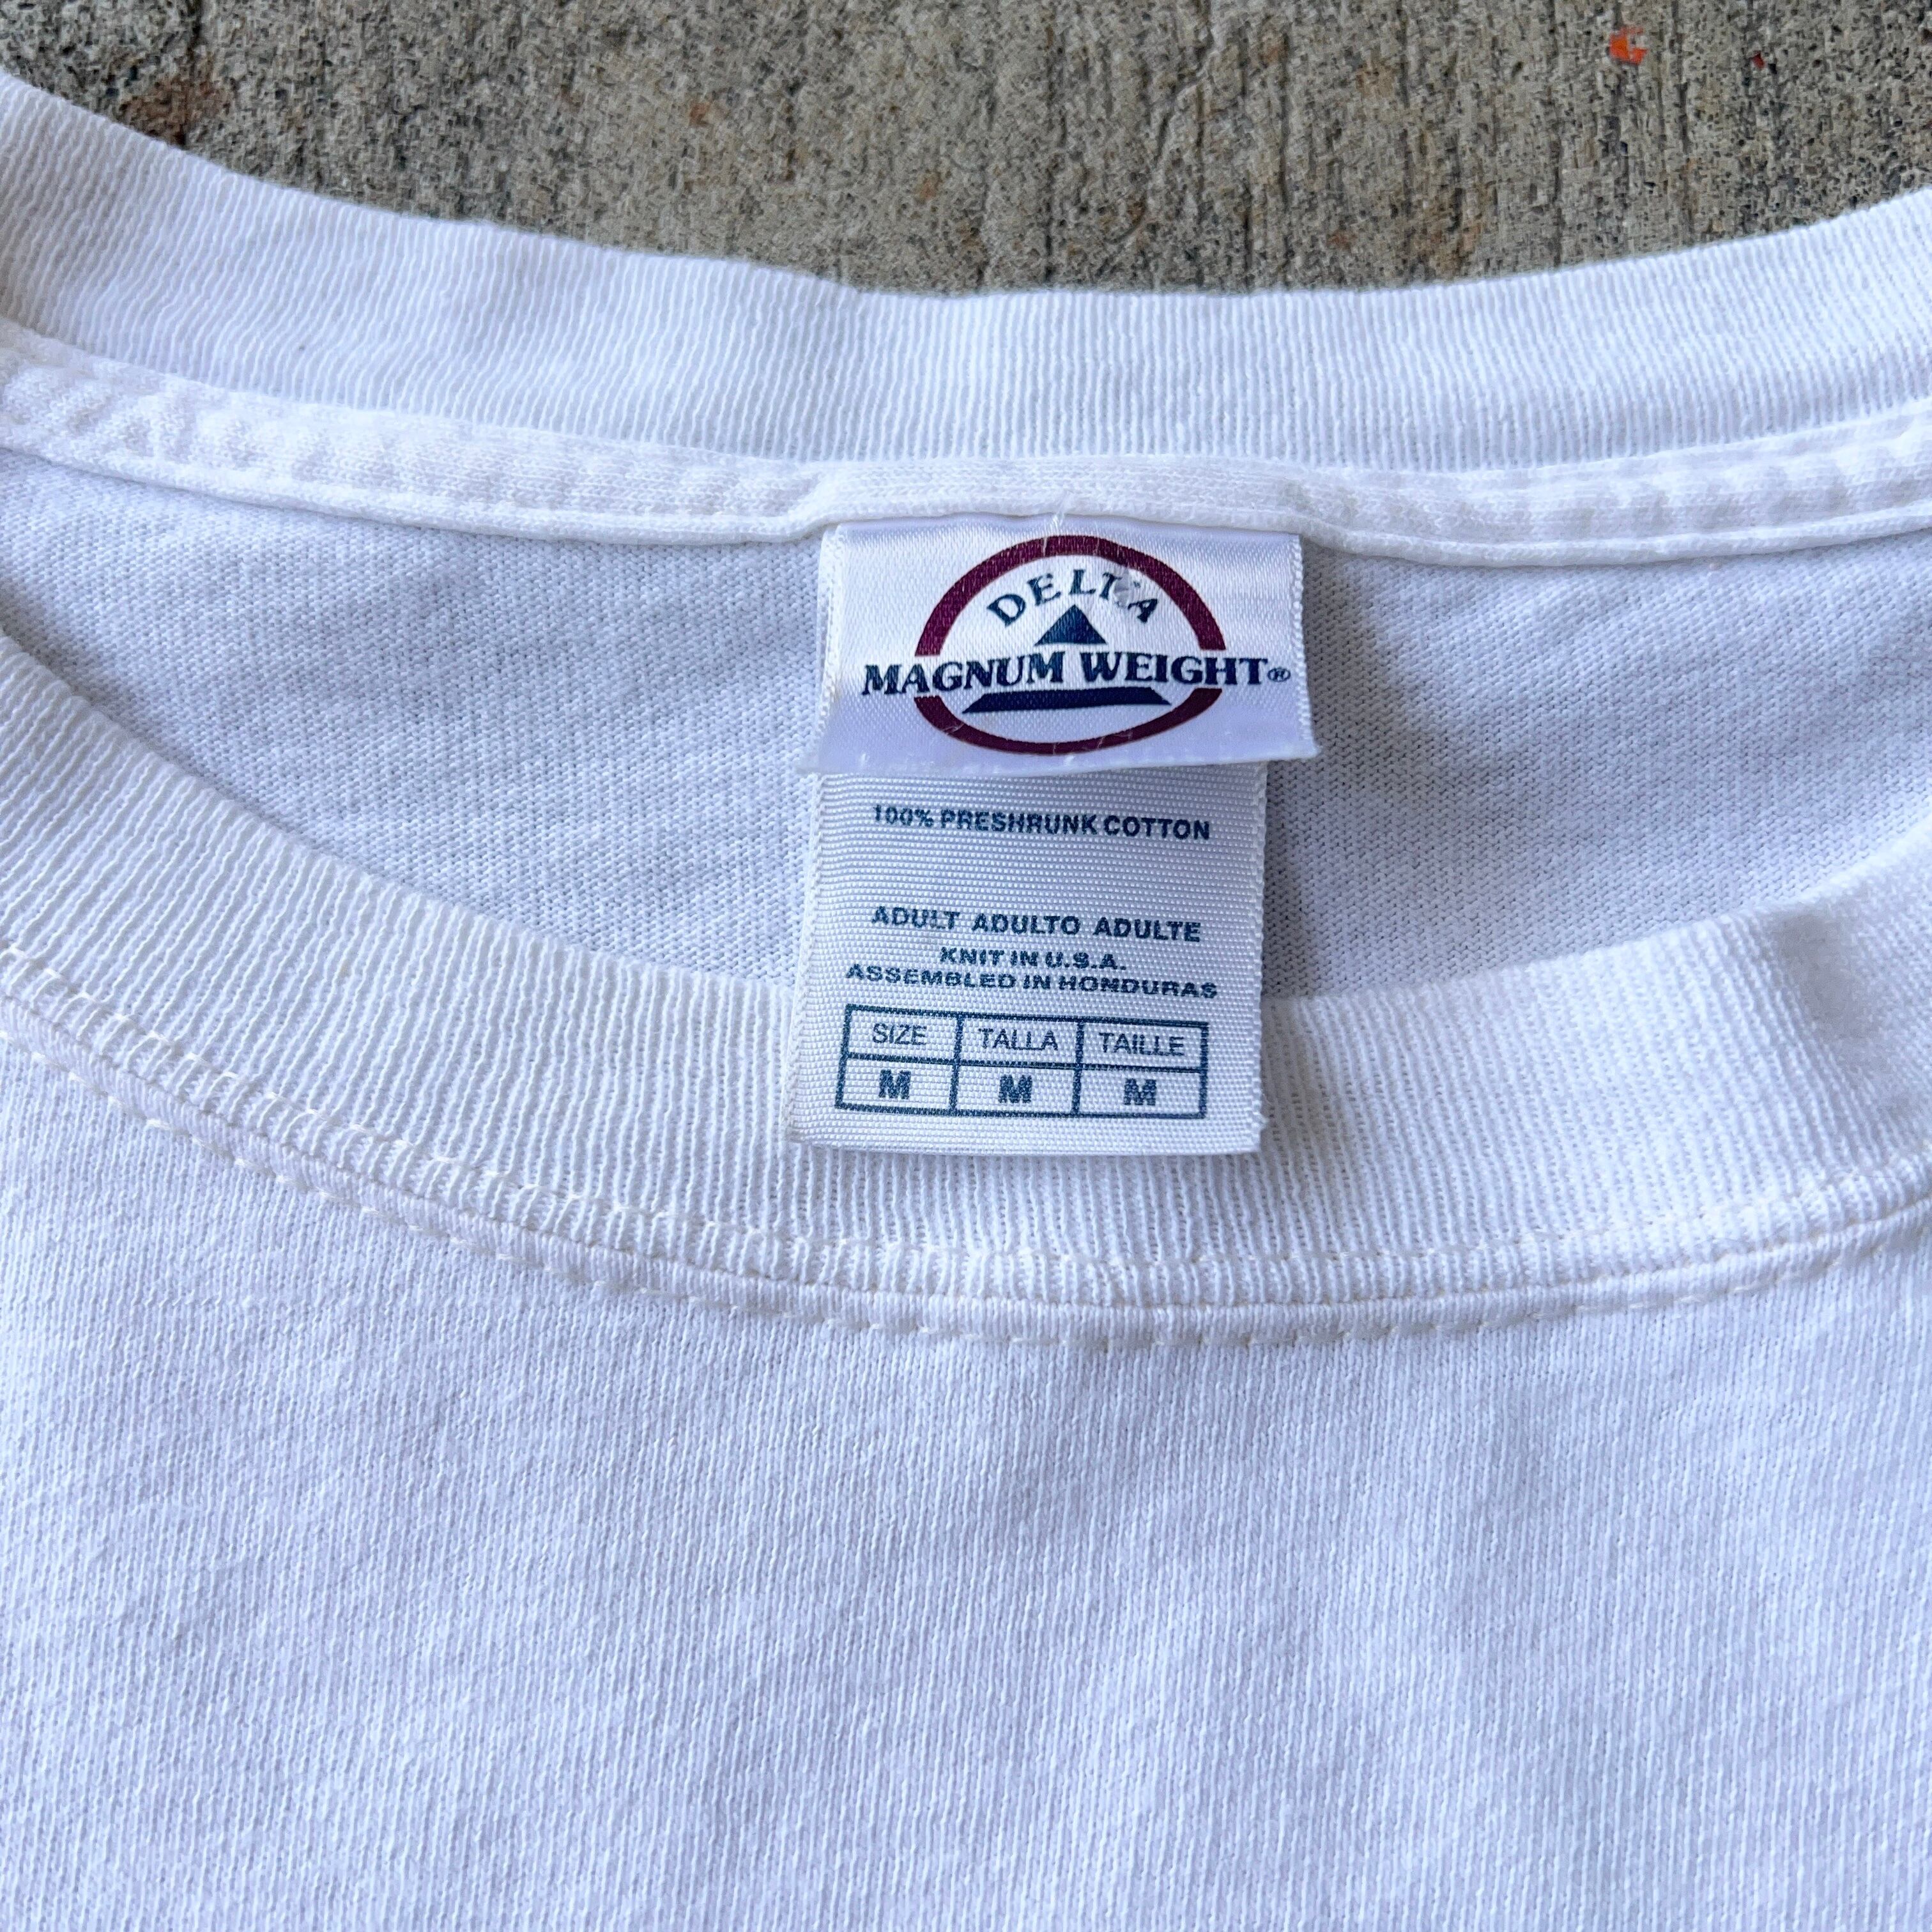 DELTA
MAGNUM WEIGHT®
100% PRESHRUNK COTTON
ADULT ADULTO ADULTE
KNIT IN U.S.A.
ASSEMBLED IN HONDURAS
SIZE TALLA TAILLE
M M M